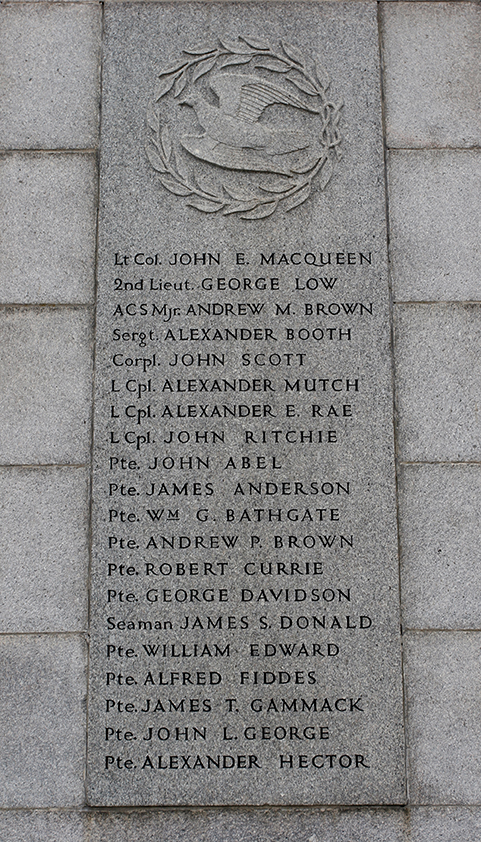 Lt Col. JOHN E. MACQUEEN
2nd Lieut. GEORGE LOW
ACSMjr. ANDREW M. BROWN
Sergt. ALEXANDER BOOTH
Corpl. JOHN SCOTT
L Cpl. ALEXANDER MUTCH
L Cpl. ALEXANDER E. RAE
L Cpl. JOHN RITCHIE
Pte. JOHN ABEL
Pte. JAMES ANDERSON
Pte. WM G. BATHGATE
Pte. ANDREW P. BROWN
Pte. ROBERT CURRIE
Pte. GEORGE DAVIDSON
Seaman JAMES S. DONALD
Pte. WILLIAM EDWARD
Pte. ALFRED FIDDES
Pte. JAMES T. GAMMACK
Pte. JOHN L. GEORGE
Pte. ALEXANDER HECTOR